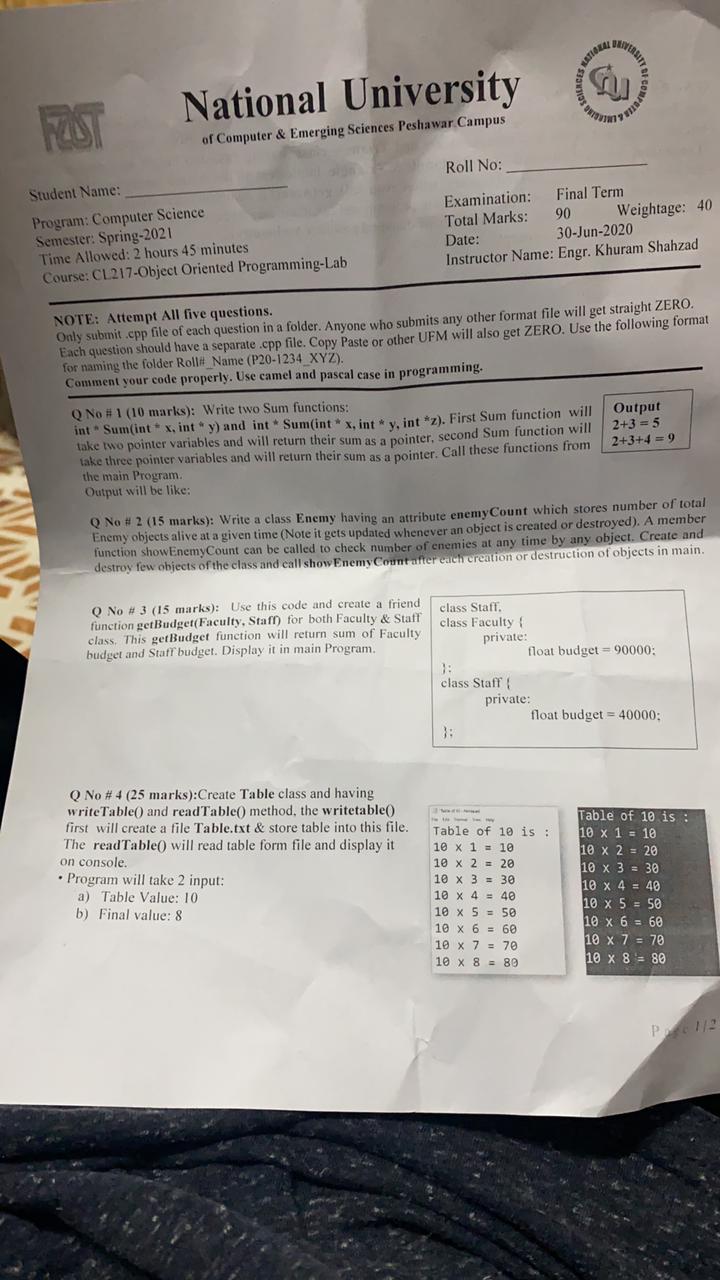 FAST
National University
of Computer & Emerging Sciences Peshawar Campus
NATIONAL UNIVERSITY OF COMPUTER & EMERGING SCIENCES
Student Name:
Roll No:
Program: Computer Science
Semester: Spring-2021
Time Allowed: 2 hours 45 minutes
Course: CL217-Object Oriented Programming-Lab
Examination: Final Term
Total Marks: 90 Weightage: 40
Date: 30-Jun-2020
Instructor Name: Engr. Khuram Shahzad
NOTE: Attempt All five questions.
Only submit .cpp file of each question in a folder. Anyone who submits any other format file will get straight ZERO.
Each question should have a separate .cpp file. Copy Paste or other UFM will also get ZERO. Use the following format
for naming the folder Roll#_Name (P20-1234_XYZ).
Comment your code properly. Use camel and pascal case in programming.
Q No # 1 (10 marks): Write two Sum functions:
int * Sum(int * x, int * y) and int * Sum(int * x, int * y, int *z). First Sum function will
take two pointer variables and will return their sum as a pointer, second Sum function will
take three pointer variables and will return their sum as a pointer. Call these functions from
the main Program.
Output will be like:
Output
2+3 = 5
2+3+4 = 9
Q No # 2 (15 marks): Write a class Enemy having an attribute enemyCount which stores number of total
Enemy objects alive at a given time (Note it gets updated whenever an object is created or destroyed). A member
function showEnemyCount can be called to check number of enemies at any time by any object. Create and
destroy few objects of the class and call showEnemyCount after each creation or destruction of objects in main.
Q No # 3 (15 marks): Use this code and create a friend
function getBudget(Faculty, Staff) for both Faculty & Staff
class. This getBudget function will return sum of Faculty
budget and Staff budget. Display it in main Program.
class Staff,
class Faculty {
private:
float budget = 90000;
};
class Staff {
private:
float budget = 40000;
};
Q No # 4 (25 marks):Create Table class and having
writeTable() and readTable() method, the writetable()
first will create a file Table.txt & store table into this file.
The readTable() will read table form file and display it
on console.
• Program will take 2 input:
a) Table Value: 10
b) Final value: 8
Table of 10 is :
10 X 1 = 10
10 X 2 = 20
10 X 3 = 30
10 X 4 = 40
10 X 5 = 50
10 X 6 = 60
10 X 7 = 70
10 X 8 = 80
Table of 10 is :
10 X 1 = 10
10 X 2 = 20
10 X 3 = 30
10 X 4 = 40
10 X 5 = 50
10 X 6 = 60
10 X 7 = 70
10 X 8 = 80
Page 1/2